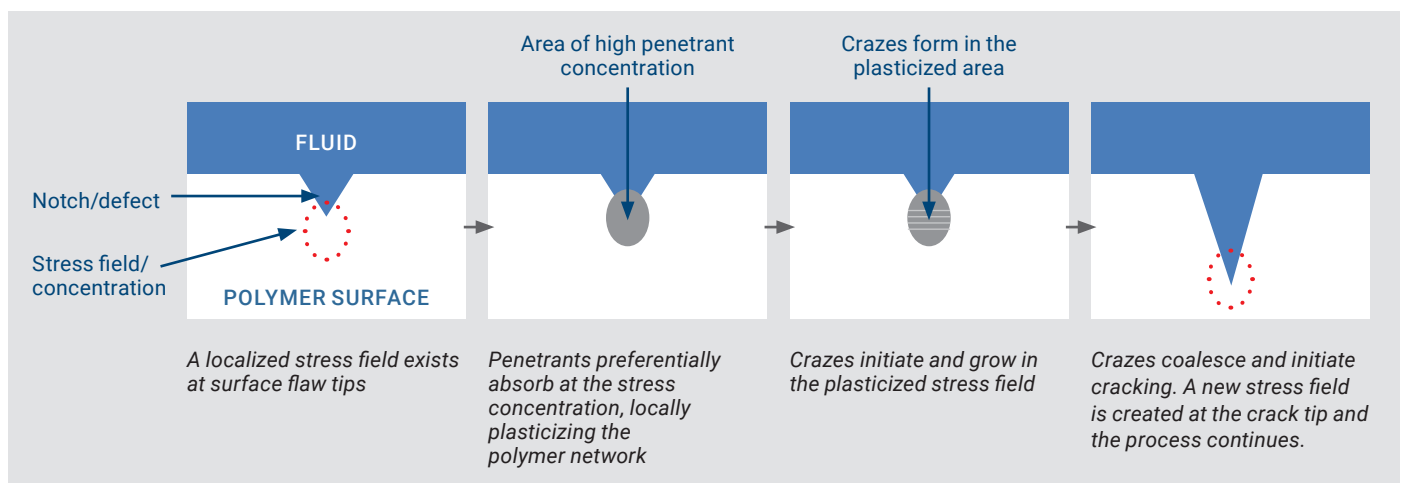 Area of high penetrant
concentration
Crazes form in the
plasticized area
FLUID
Notch/defect
Stress field/
concentration
POLYMER SURFACE
A localized stress field exists
at surface flaw tips
Penetrants preferentially
absorb at the stress
concentration, locally
plasticizing the
polymer network
Crazes initiate and grow in
the plasticized stress field
Crazes coalesce and initiate
cracking. A new stress field
is created at the crack tip and
the process continues.